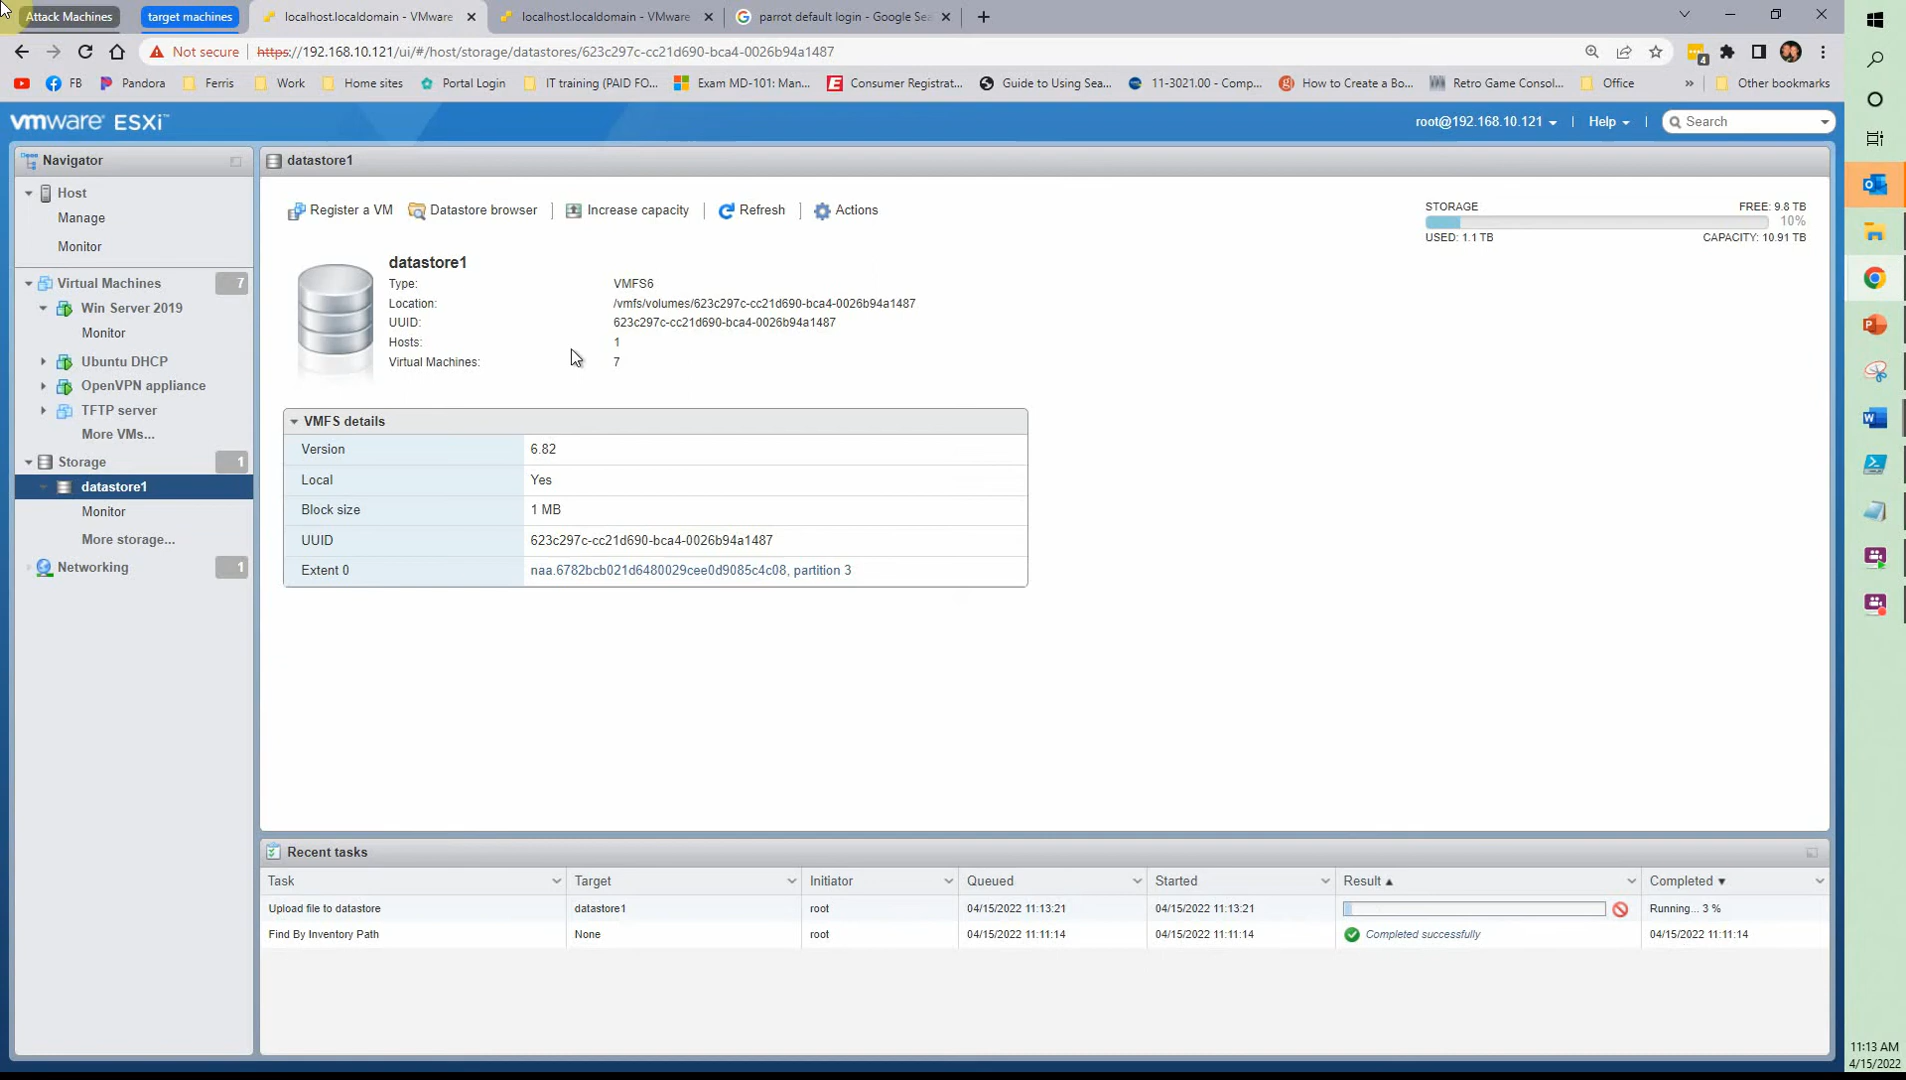 Attack Machines
target machines
localhost.localdomain - VMware
localhost.localdomain - VMware
parrot default login - Google Sea
Not secure
https://192.168.10.121/ui/#/host/storage/datastores/623c297c-cc21d690-bca4-0026b94a1487
4
FB
Pandora
Ferris
Work
Home sites
Portal Login
IT training (PAID FO...
Exam MD-101: Man...
Consumer Registrat...
Guide to Using Sea...
11-3021.00 - Comp...
How to Create a Bo...
Retro Game Consol...
Office
»
Other bookmarks
vmware ESXi™
root@192.168.10.121
Help
Search
Navigator
Host
Manage
Monitor
Virtual Machines
7
Win Server 2019
Monitor
Ubuntu DHCP
OpenVPN appliance
TFTP server
More VMs...
Storage
1
datastore1
Monitor
More storage...
Networking
1
datastore1
Register a VM
Datastore browser
Increase capacity
Refresh
Actions
STORAGE
FREE: 9.8 TB
10%
USED: 1.1 TB
CAPACITY: 10.91 TB
datastore1
Type:
VMFS6
Location:
/vmfs/volumes/623c297c-cc21d690-bca4-0026b94a1487
UUID:
623c297c-cc21d690-bca4-0026b94a1487
Hosts:
1
Virtual Machines:
7
VMFS details
Version
6.82
Local
Yes
Block size
1 MB
UUID
623c297c-cc21d690-bca4-0026b94a1487
Extent 0
naa.6782bcb021d6480029cee0d9085c4c08, partition 3
Recent tasks
Task
Target
Initiator
Queued
Started
Result
Completed
Upload file to datastore
datastore1
root
04/15/2022 11:13:21
04/15/2022 11:13:21
Running... 3 %
Find By Inventory Path
None
root
04/15/2022 11:11:14
04/15/2022 11:11:14
Completed successfully
04/15/2022 11:11:14
11:13 AM
4/15/2022